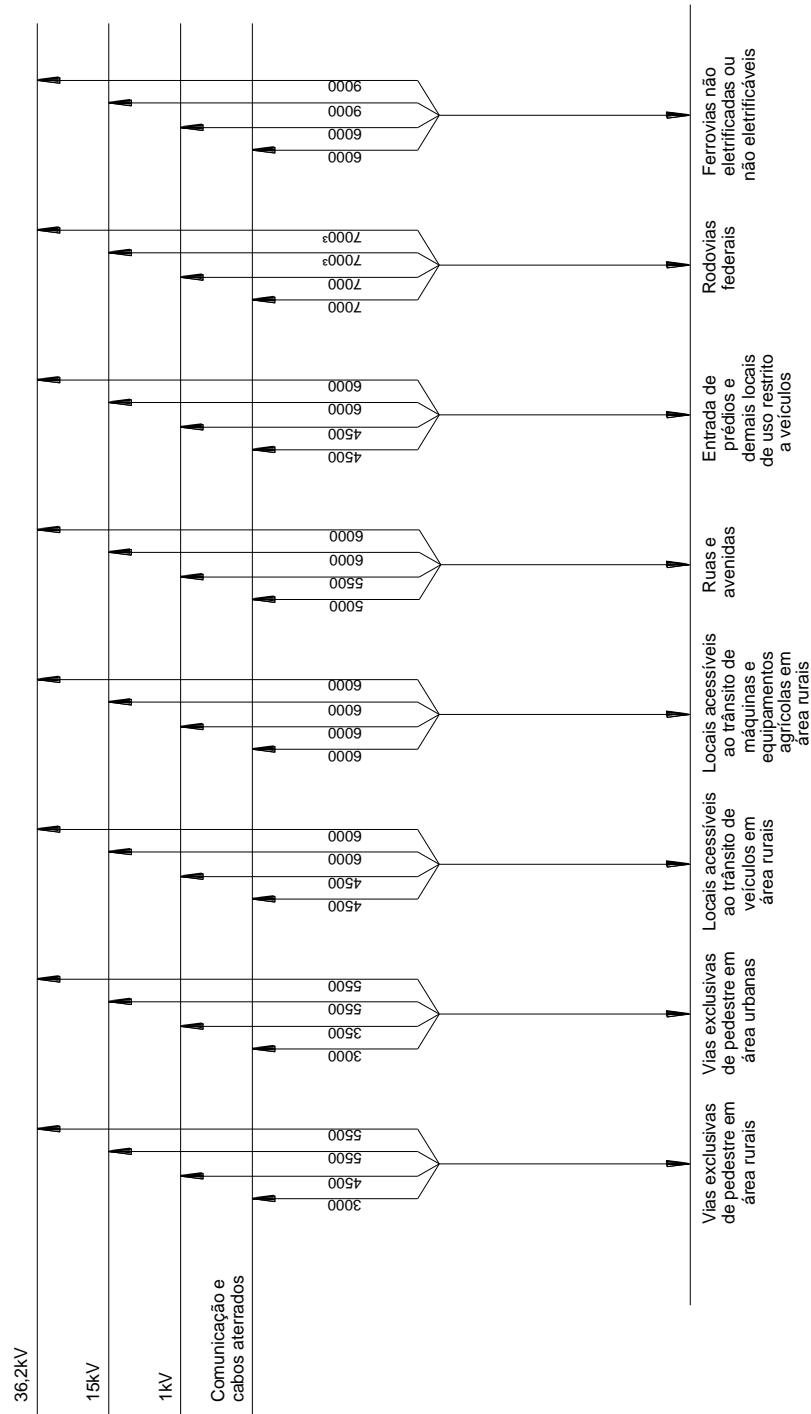 36,2kV
15kV
1kV
Comunicação e
cabos aterrados
3000
4500
5500
5500
Vias exclusivas
de pedestre em
área rurais
3000
3500
5500
5500
Vias exclusivas
de pedestre em
área urbanas
4500
4500
6000
6000
Locais acessíveis
ao trânsito de
veículos em
área rurais
6000
6000
6000
6000
Locais acessíveis
ao trânsito de
máquinas e
equipamentos
agrícolas em
área rurais
5000
5500
6000
6000
Ruas e
avenidas
4500
4500
6000
6000
Entrada de
prédios e
demais locais
de uso restrito
a veículos
7000
7000
7000³
7000³
Rodovias
federais
6000
6000
9000
9000
Ferrovias não
eletrificadas ou
não eletrificáveis